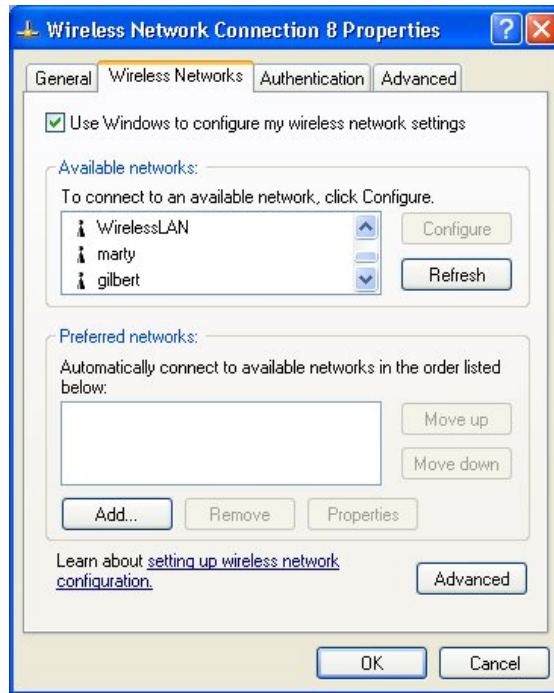 Wireless Network Connection 8 Properties
General Wireless Networks Authentication Advanced
Use Windows to configure my wireless network settings
Available networks:
To connect to an available network, click Configure.
WirelessLAN
marty
gilbert
Configure
Refresh
Preferred networks:
Automatically connect to available networks in the order listed
below:
Move up
Move down
Add... Remove Properties
Learn about setting up wireless network
configuration.
Advanced
OK Cancel